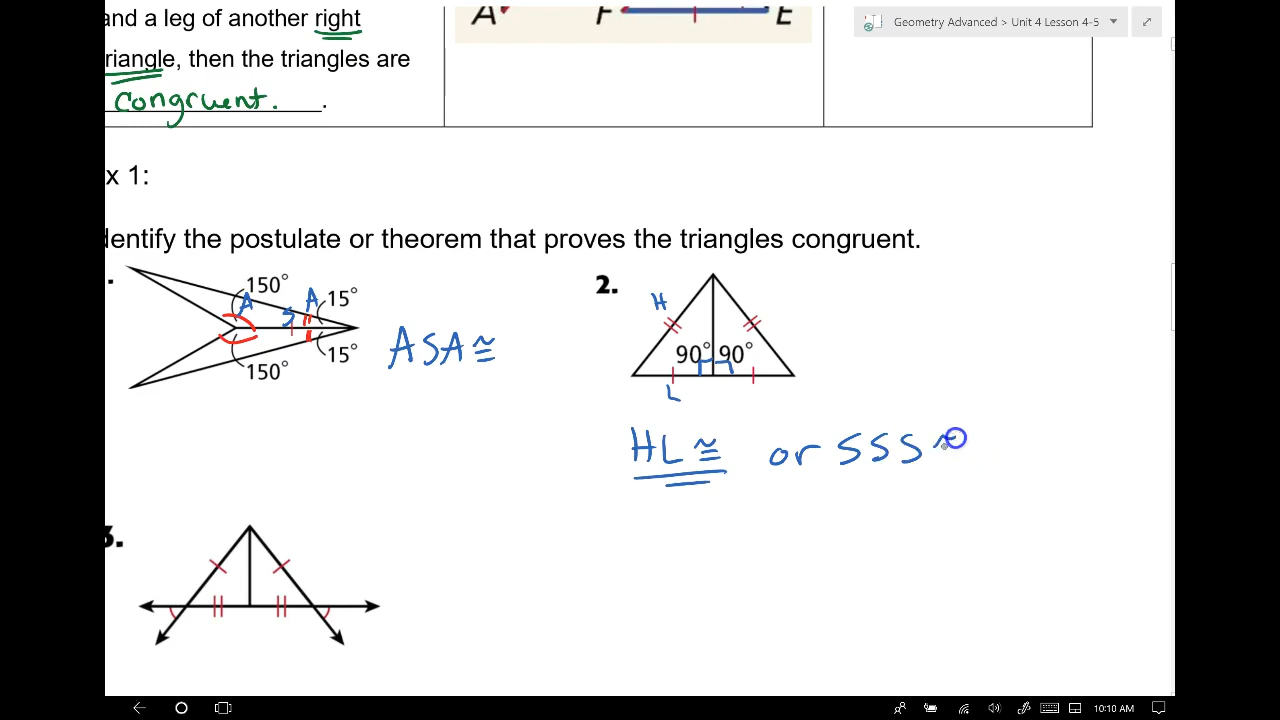 and a leg of another right
riangle, then the triangles are
congruent.
A F E
Geometry Advanced > Unit 4 Lesson 4-5
x 1:
dentify the postulate or theorem that proves the triangles congruent.
.
150°
A A 15°
S
15°
150°
ASA ≅
2.
H
90° 90°
L
HL ≅ or SSS ~
3.
10:10 AM